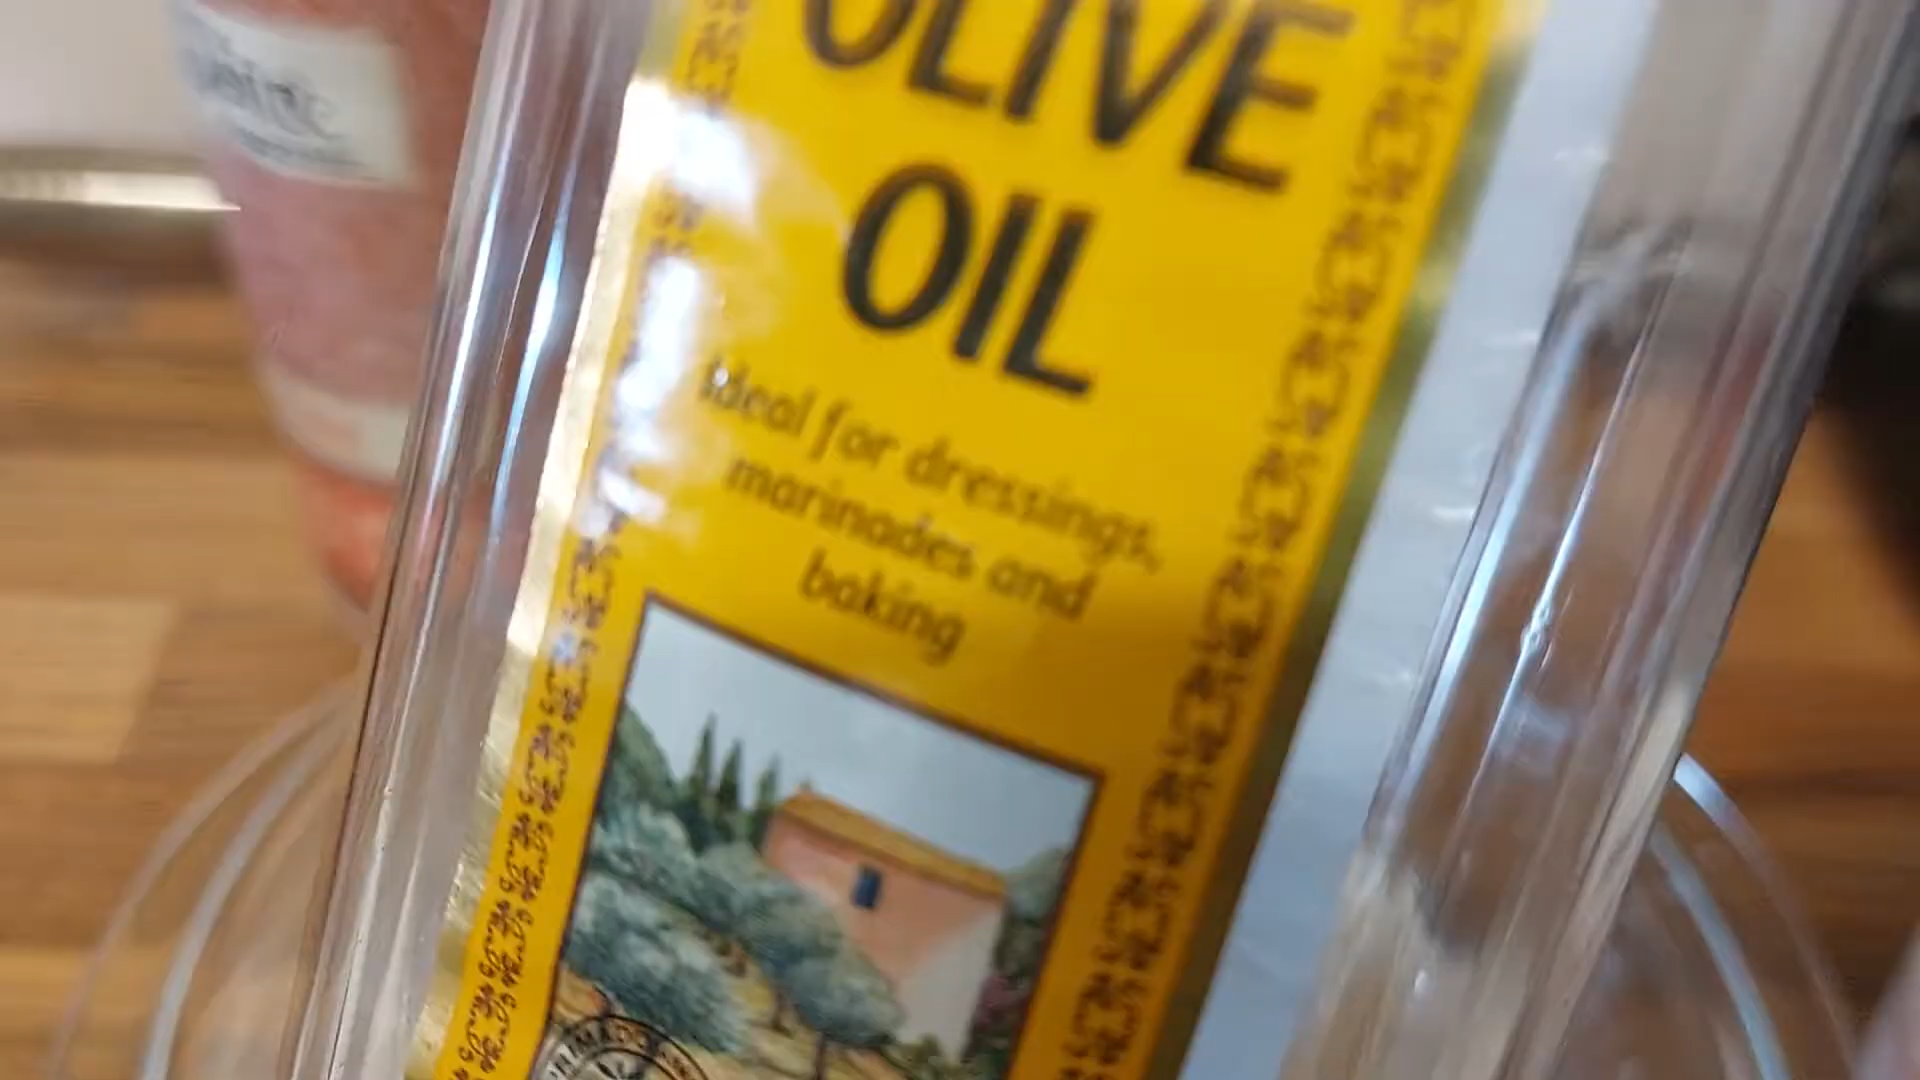 OLIVE
OIL
Ideal for dressings,
marinades and
baking